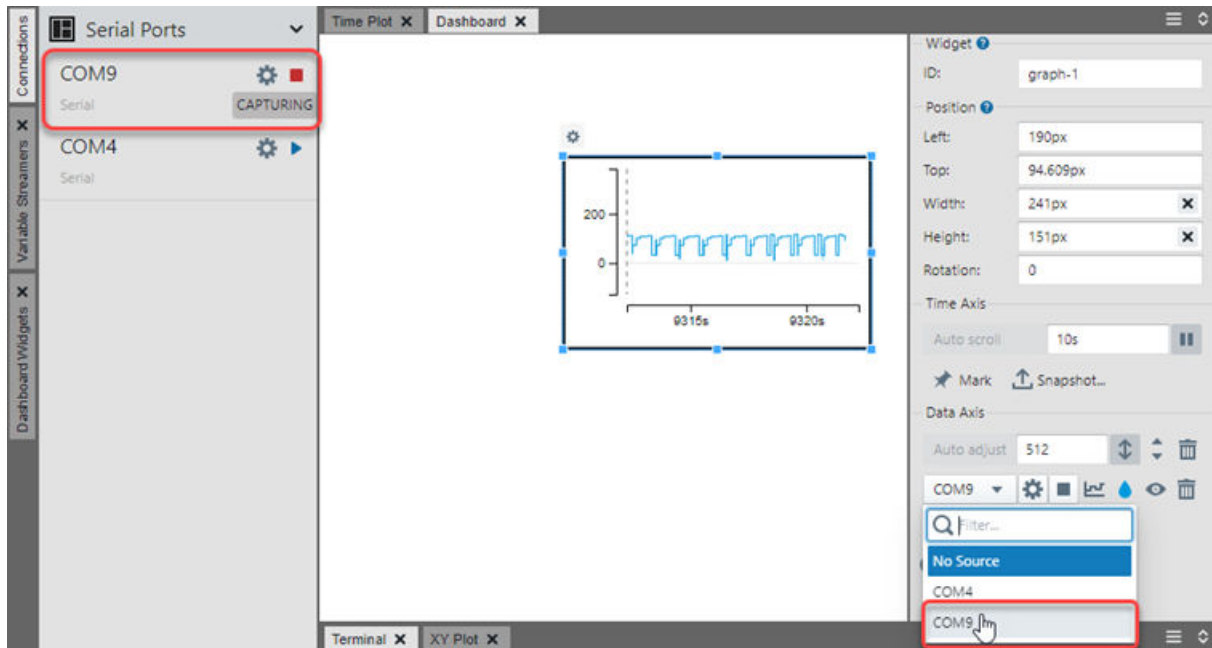 Connections
Variable Streamers
Dashboard Widgets
Serial Ports
COM9
Serial
CAPTURING
COM4
Serial
Time Plot
Dashboard
200
0
9315s
9320s
Widget
ID:
graph-1
Position
Left:
190px
Top:
94.609px
Width:
241px
Height:
151px
Rotation:
0
Time Axis
Auto scroll
10s
Mark
Snapshot...
Data Axis
Auto adjust
512
COM9
Filter...
No Source
COM4
COM9
Terminal
XY Plot